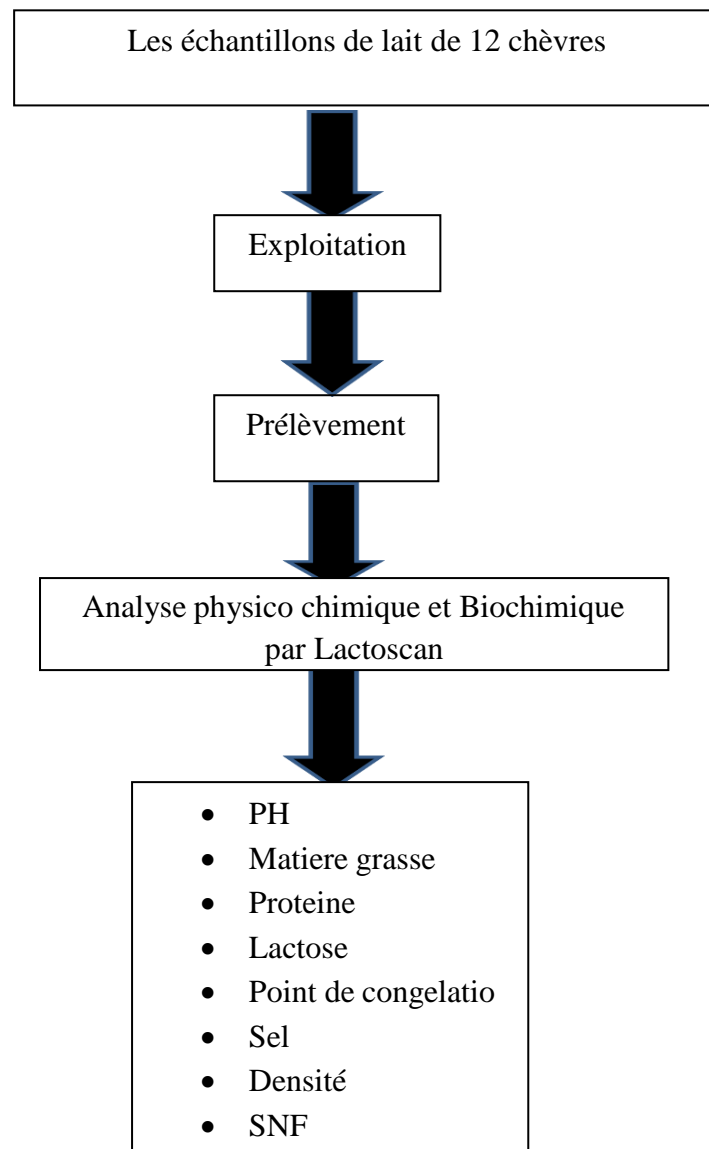 Les échantillons de lait de 12 chèvres
Exploitation
Prélèvement
Analyse physico chimique et Biochimique
par Lactoscan
• PH
• Matiere grasse
• Proteine
• Lactose
• Point de congelatio
• Sel
• Densité
• SNF